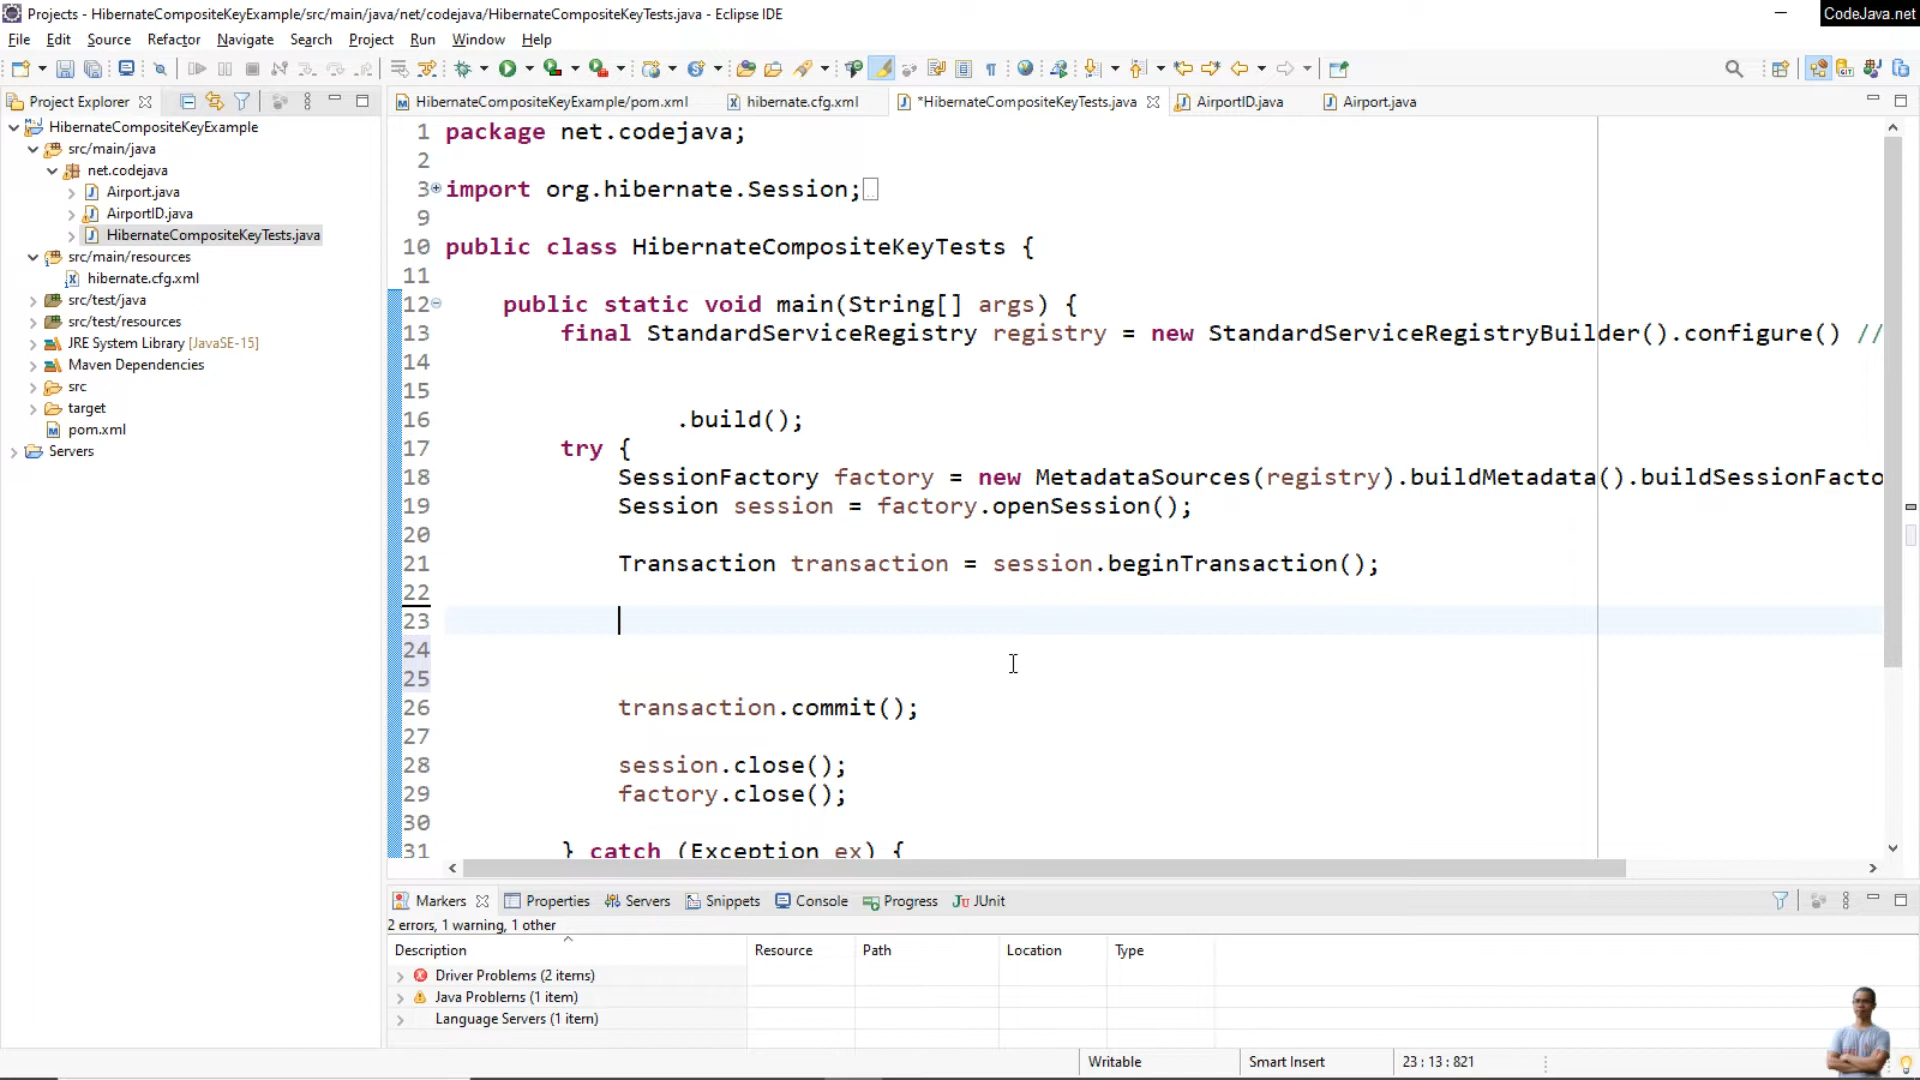 Projects - HibernateCompositeKeyExample/src/main/java/net/codejava/HibernateCompositeKeyTests.java - Eclipse IDE
CodeJava.net
File Edit Source Refactor Navigate Search Project Run Window Help
Project Explorer
HibernateCompositeKeyExample
src/main/java
net.codejava
Airport.java
AirportID.java
HibernateCompositeKeyTests.java
src/main/resources
hibernate.cfg.xml
src/test/java
src/test/resources
JRE System Library [JavaSE-15]
Maven Dependencies
src
target
pom.xml
Servers
HibernateCompositeKeyExample/pom.xml hibernate.cfg.xml *HibernateCompositeKeyTests.java AirportID.java Airport.java
1 package net.codejava;
2
3 import org.hibernate.Session;
9
10 public class HibernateCompositeKeyTests {
11
12 public static void main(String[] args) {
13 final StandardServiceRegistry registry = new StandardServiceRegistryBuilder().configure() //
14
15
16 .build();
17 try {
18 SessionFactory factory = new MetadataSources(registry).buildMetadata().buildSessionFacto
19 Session session = factory.openSession();
20
21 Transaction transaction = session.beginTransaction();
22
23
24
25
26 transaction.commit();
27
28 session.close();
29 factory.close();
30
31 } catch (Exception ex) {
Markers Properties Servers Snippets Console Progress JUnit
2 errors, 1 warning, 1 other
Description Resource Path Location Type
Driver Problems (2 items)
Java Problems (1 item)
Language Servers (1 item)
Writable Smart Insert 23 : 13 : 821